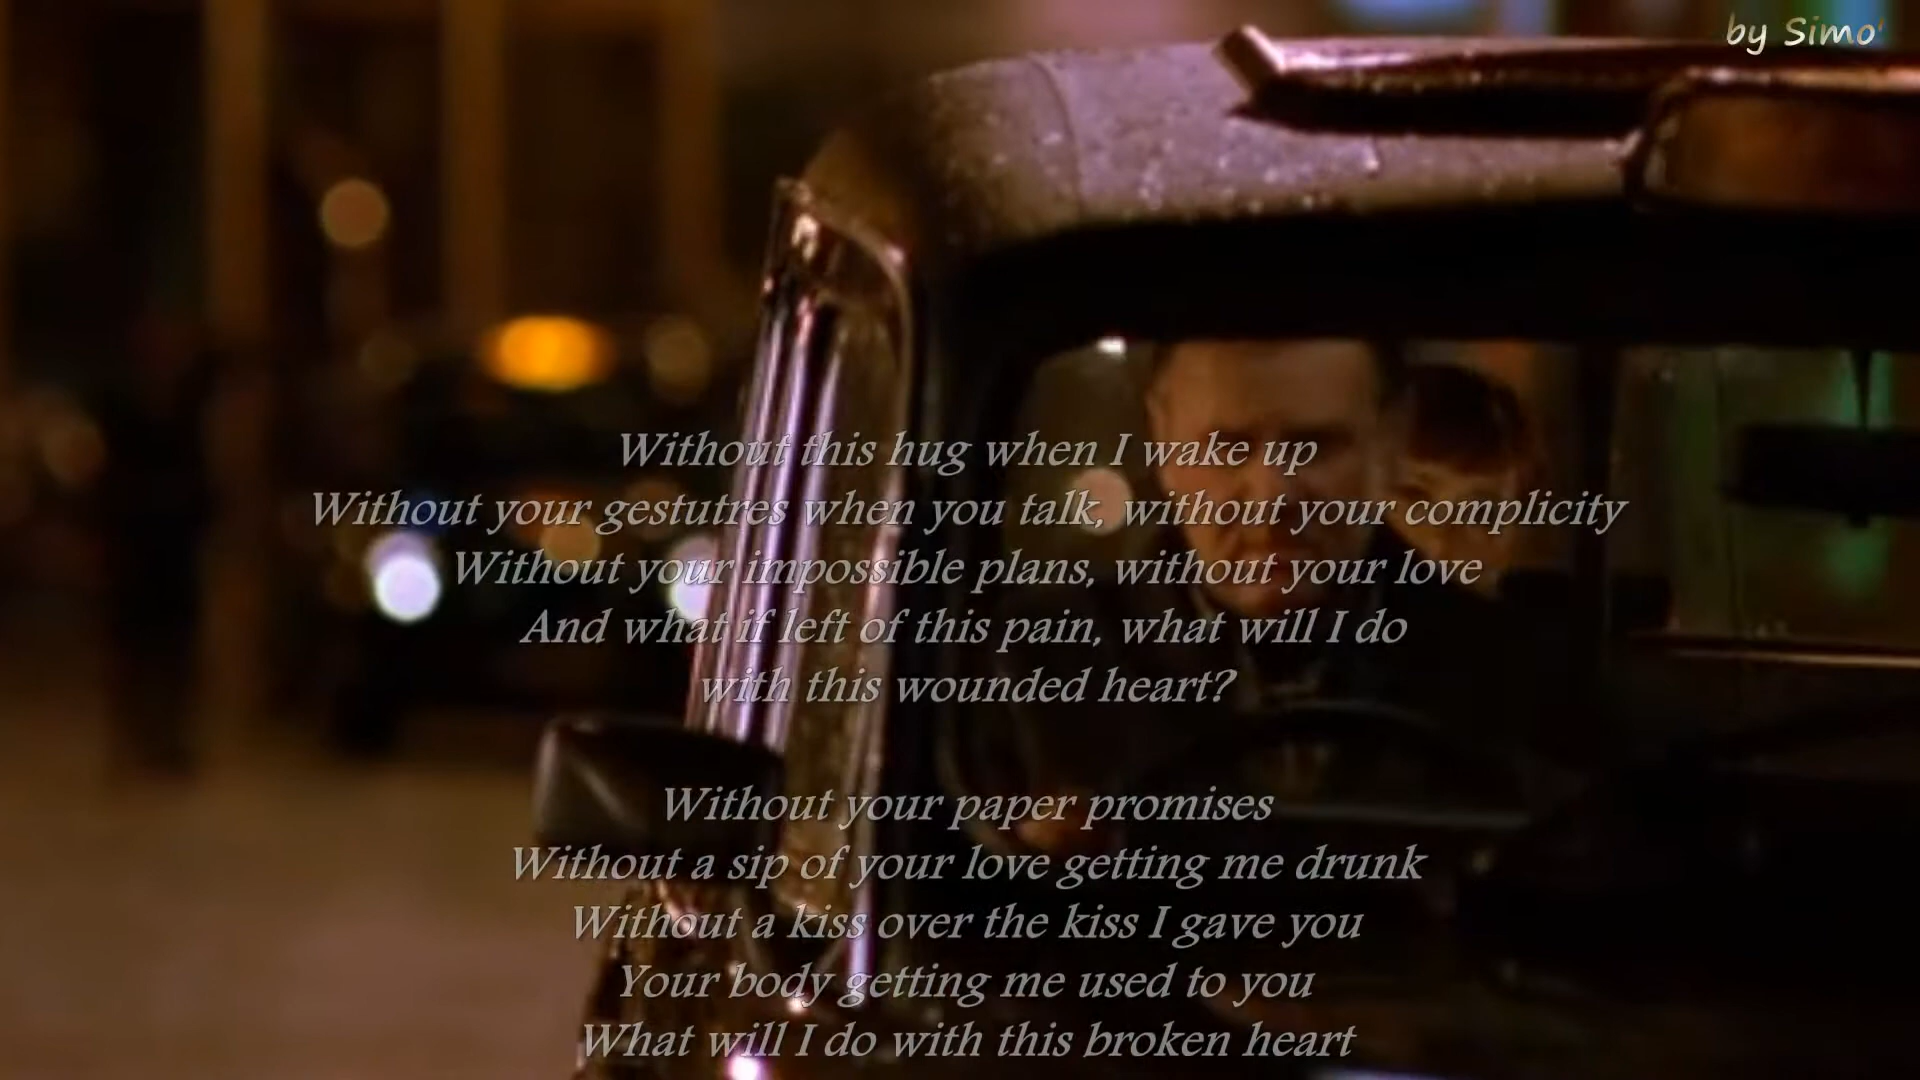 by Simo'
Without this hug when I wake up
Without your gestutres when you talk, without your complicity
Without your impossible plans, without your love
And what if left of this pain, what will I do
with this wounded heart?
Without your paper promises
Without a sip of your love getting me drunk
Without a kiss over the kiss I gave you
Your body getting me used to you
What will I do with this broken heart